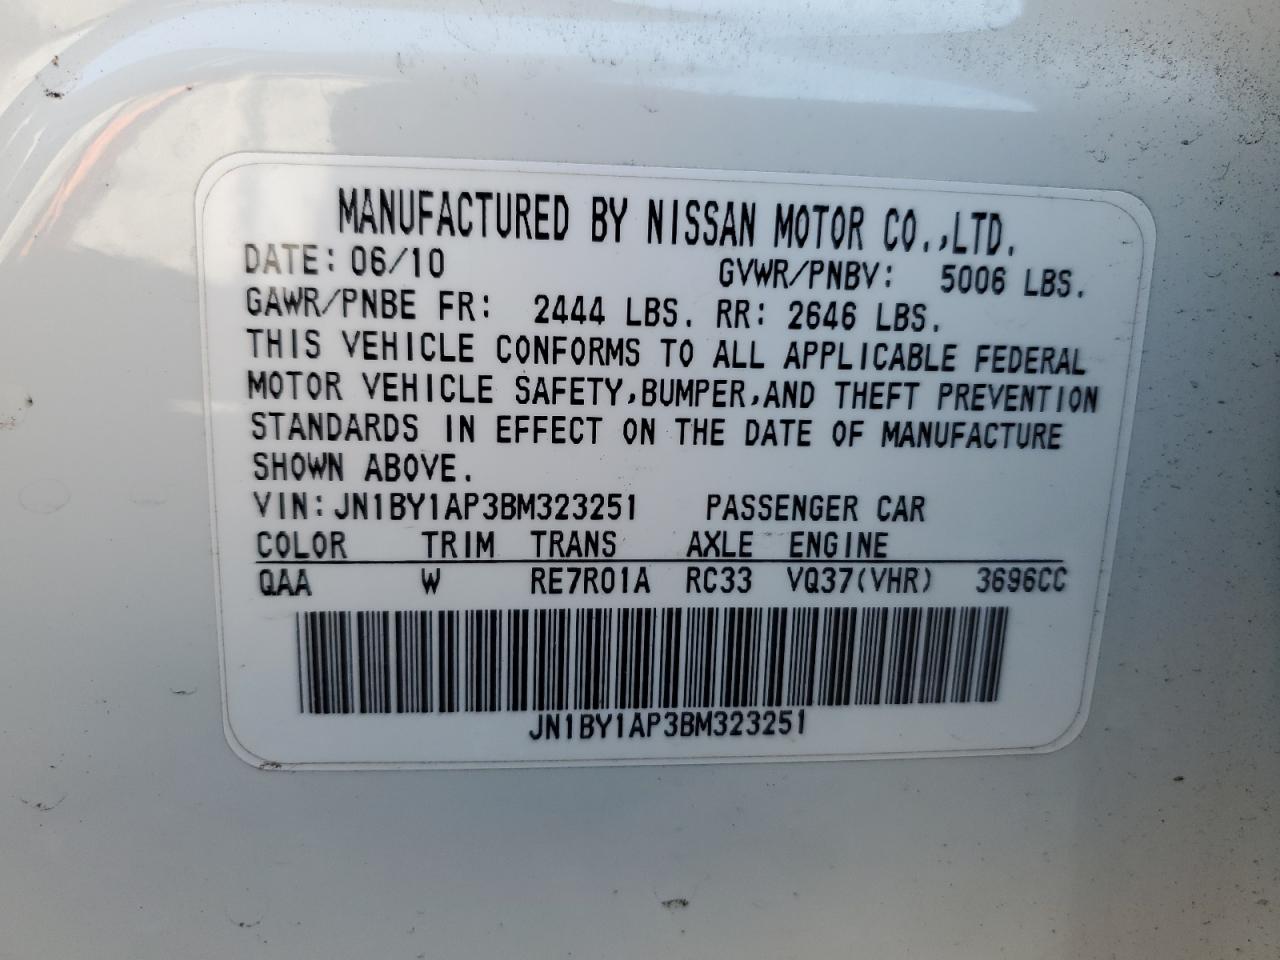 MANUFACTURED BY NISSAN MOTOR CO.,LTD.
DATE: 06/10 GVWR/PNBV: 5006 LBS.
GAWR/PNBE FR: 2444 LBS. RR: 2646 LBS.
THIS VEHICLE CONFORMS TO ALL APPLICABLE FEDERAL
MOTOR VEHICLE SAFETY,BUMPER,AND THEFT PREVENTION
STANDARDS IN EFFECT ON THE DATE OF MANUFACTURE
SHOWN ABOVE.
VIN:JN1BY1AP3BM323251 PASSENGER CAR
COLOR TRIM TRANS AXLE ENGINE
QAA W RE7R01A RC33 VQ37(VHR) 3696CC
JN1BY1AP3BM323251